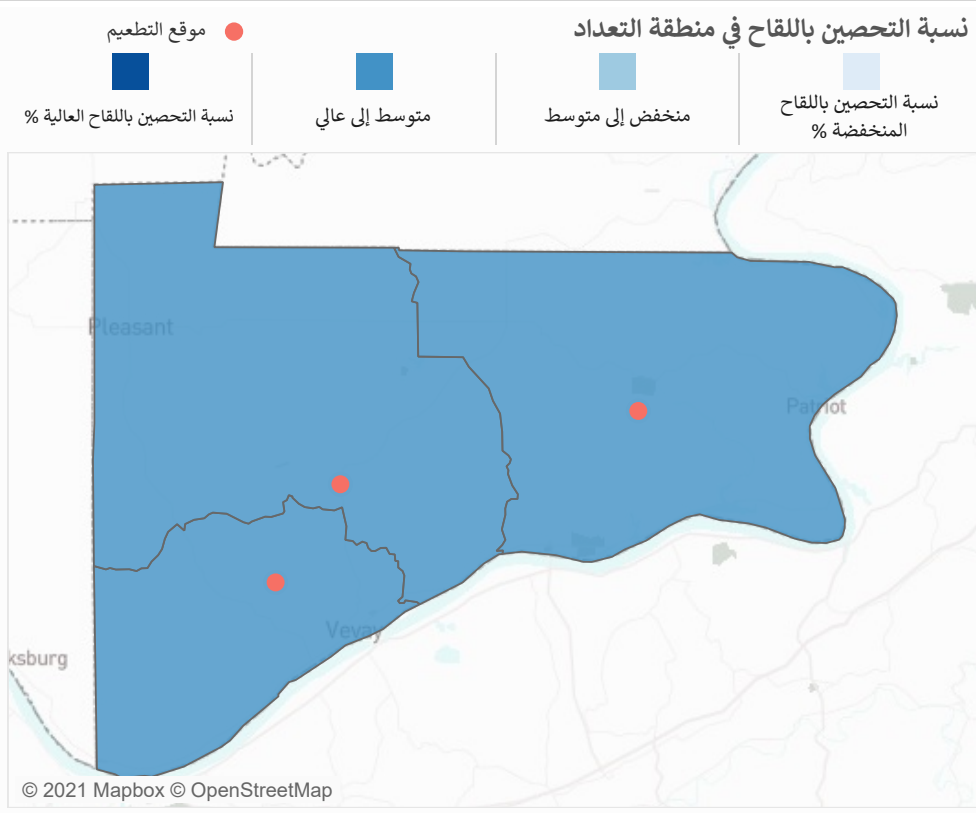 نسبة التحصين باللقاح في منطقة التعداد
موقع التطعيم
نسبة التحصين باللقاح
المنخفضة %
منخفض إلى متوسط
متوسط إلى عالي
نسبة التحصين باللقاح العالية %
Pleasant
Patriot
Vevay
ksburg
© 2021 Mapbox © OpenStreetMap